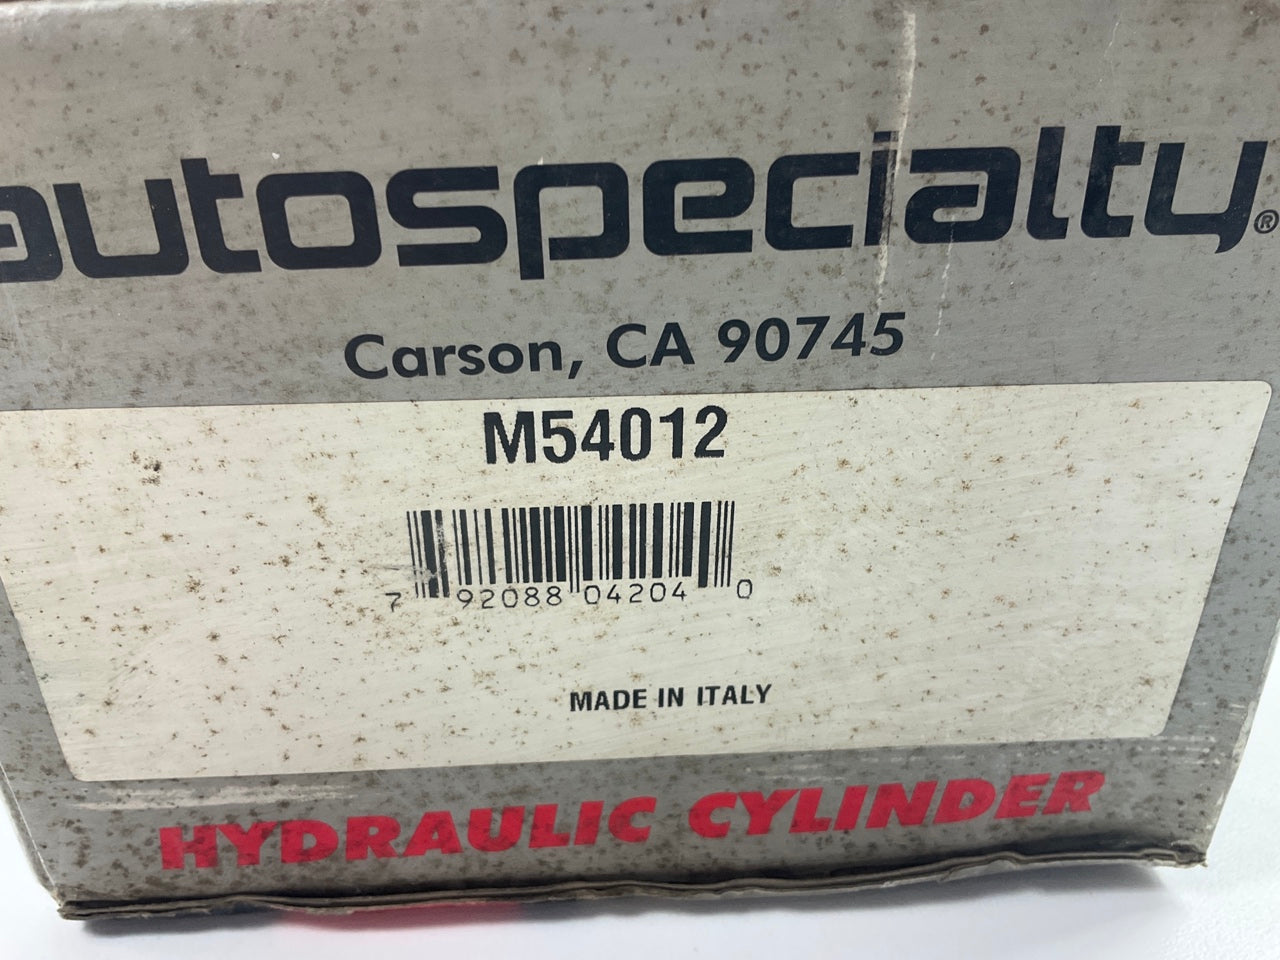 autospecialty®
Carson, CA 90745
M54012
7 92088 04204 0
MADE IN ITALY
HYDRAULIC CYLINDER